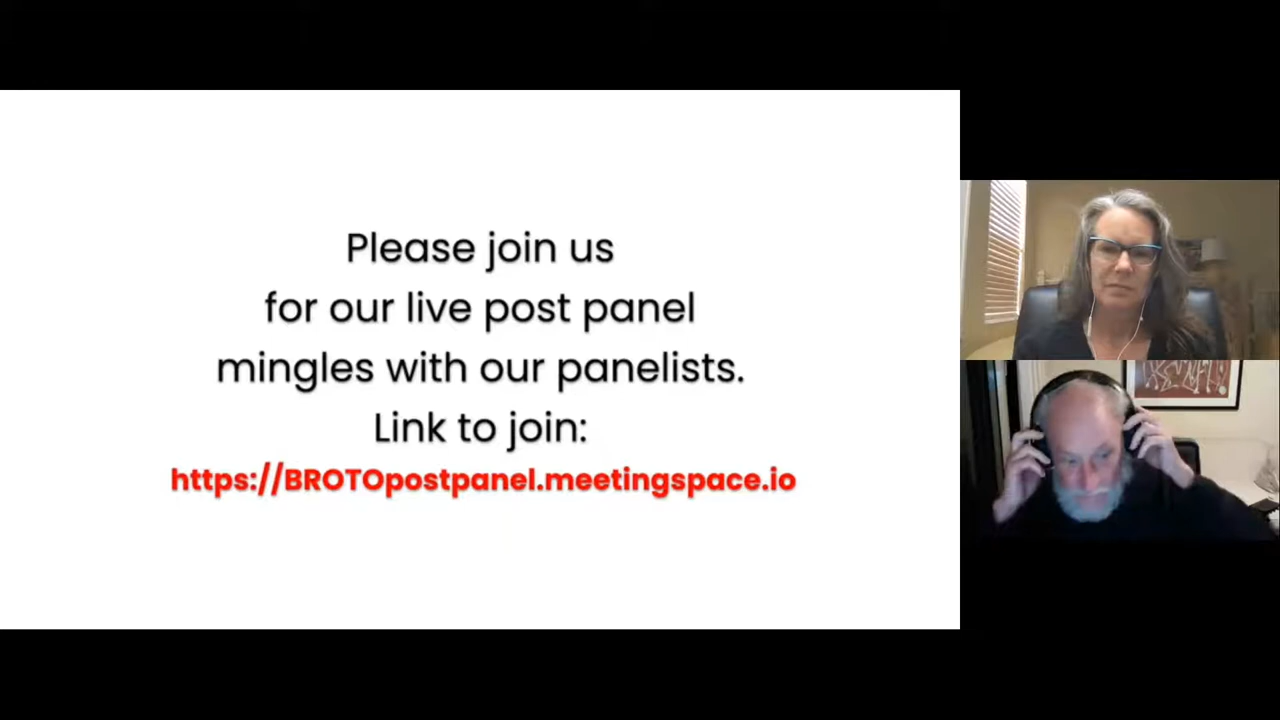 Please join us
for our live post panel
mingles with our panelists.
Link to join:
https://BROTOpostpanel.meetingspace.io